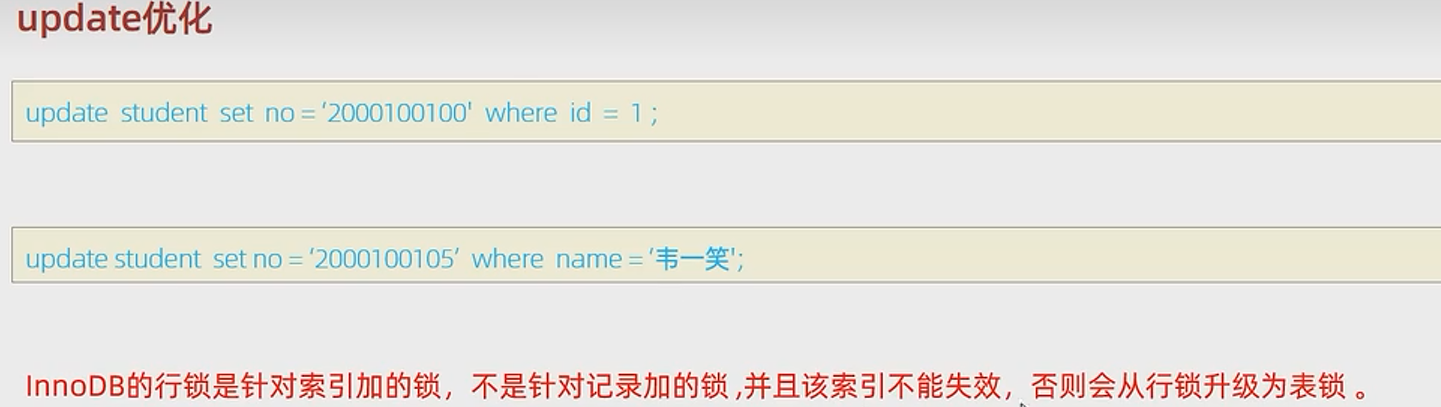 update优化
update student set no = '2000100100' where id = 1 ;
update student set no = '2000100105' where name = '韦一笑';
InnoDB的行锁是针对索引加的锁，不是针对记录加的锁 ,并且该索引不能失效，否则会从行锁升级为表锁 。